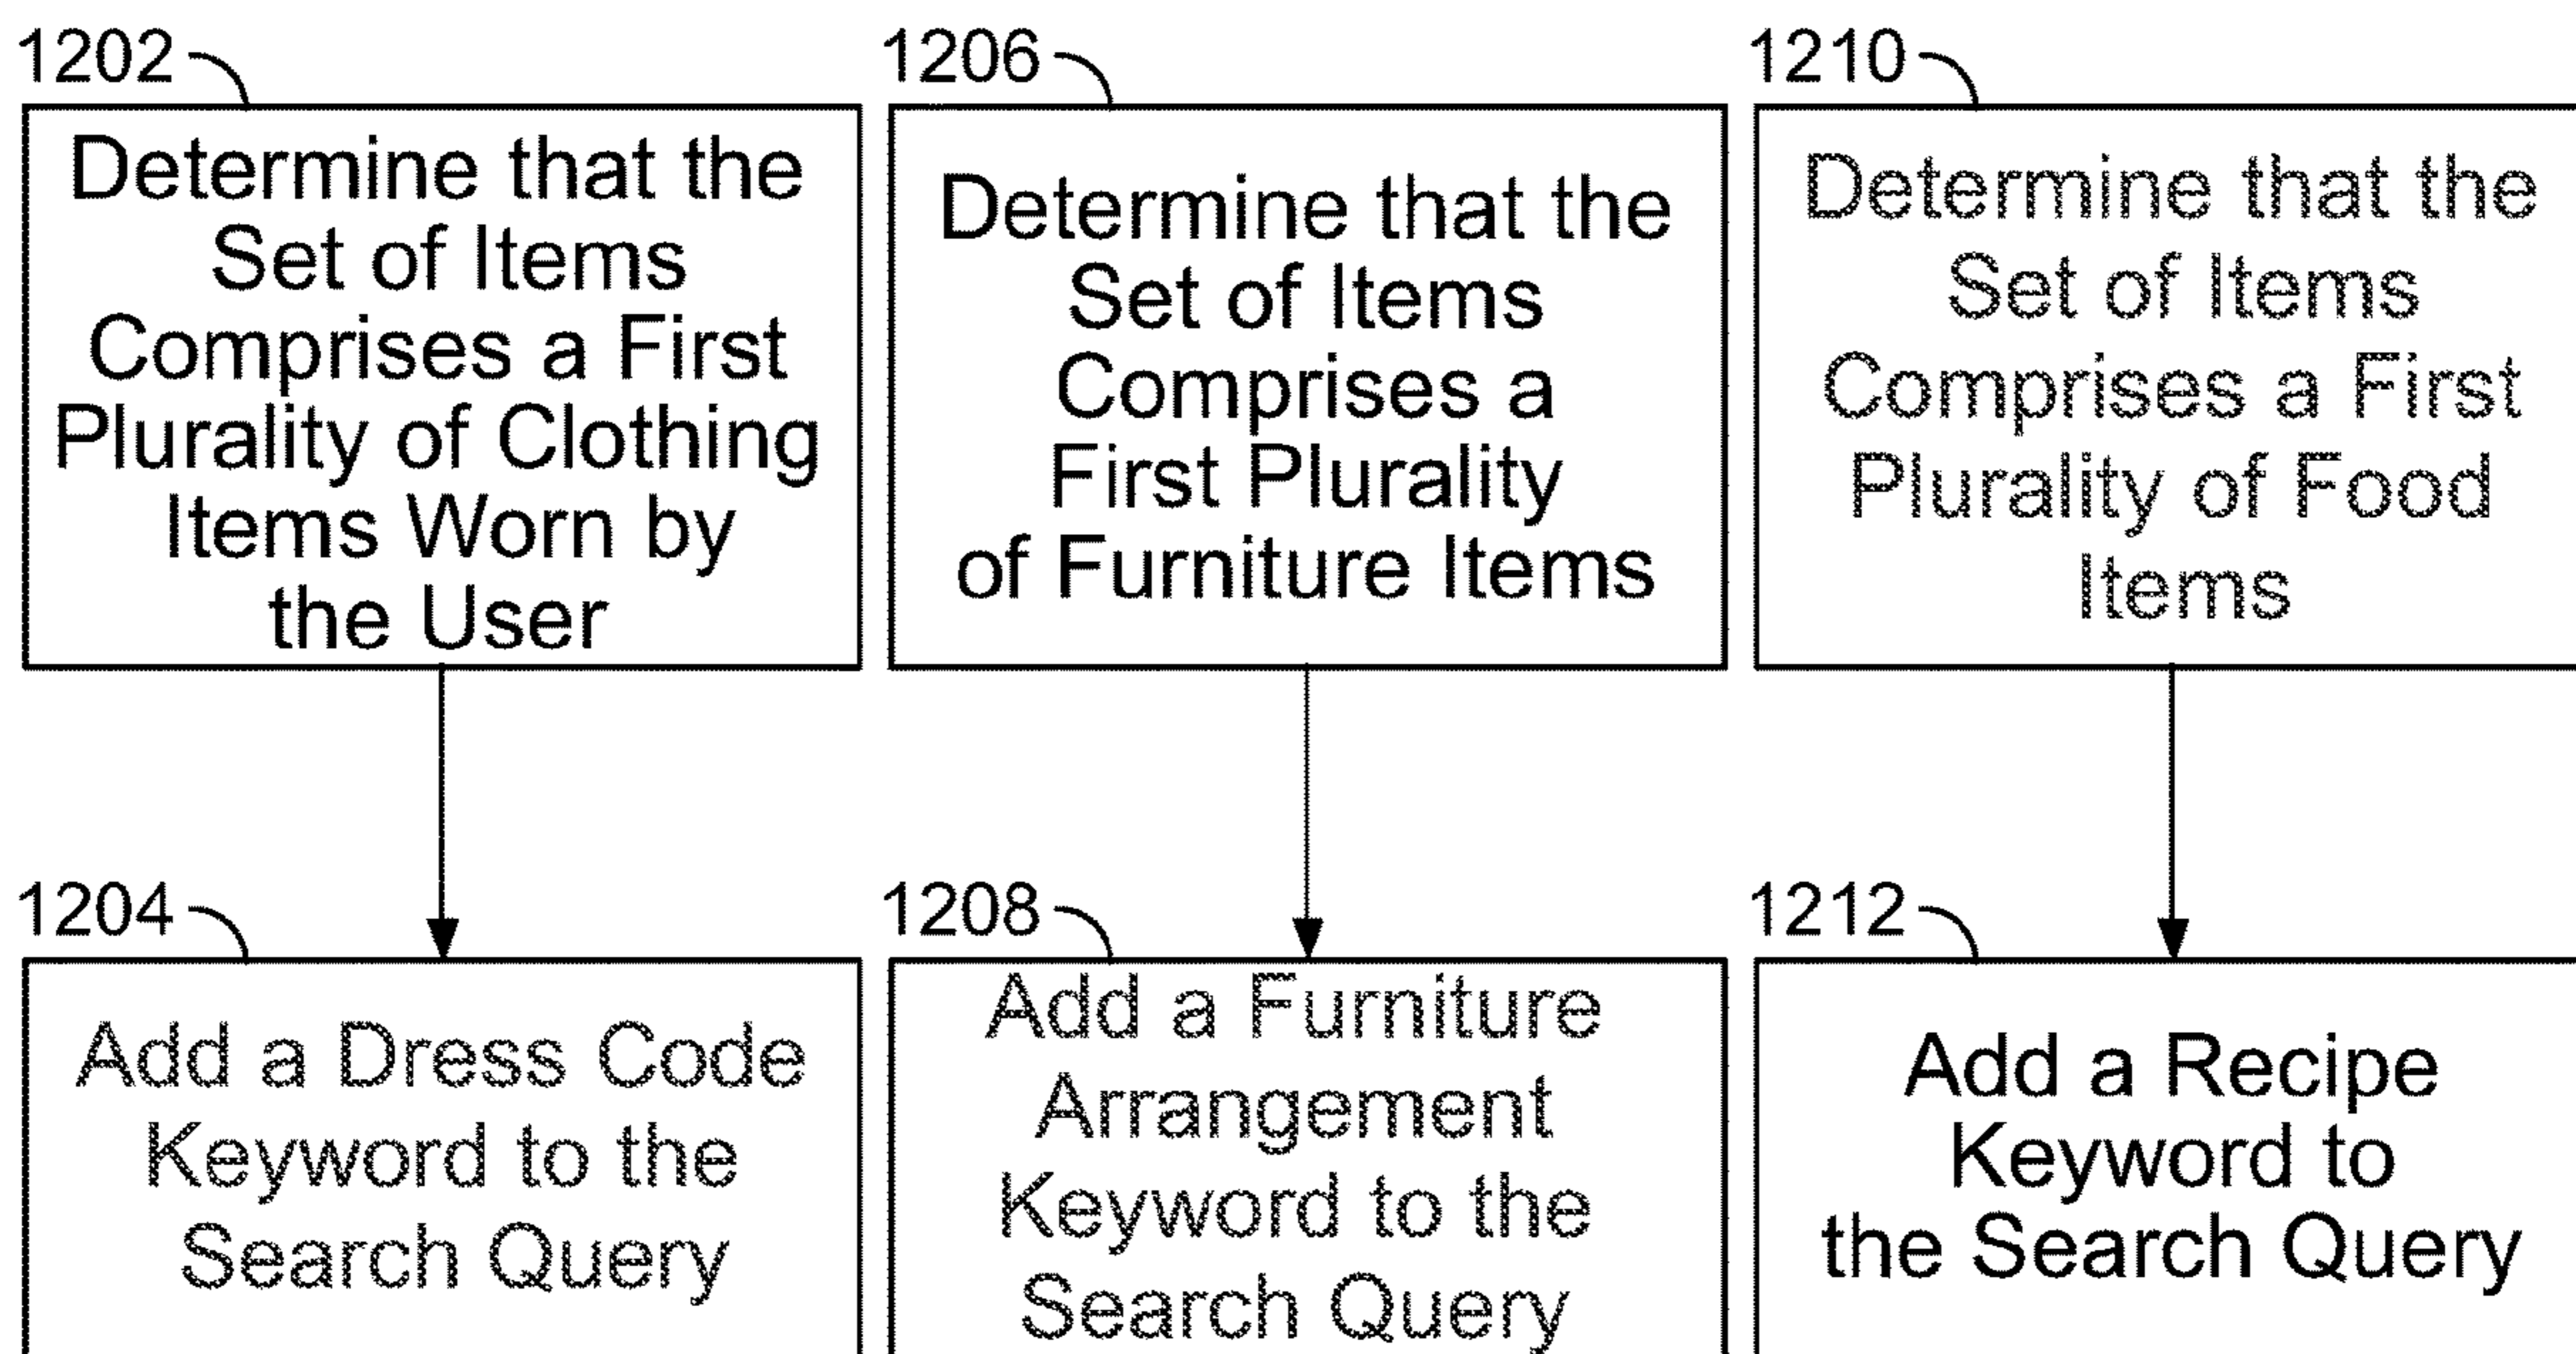 1202
Determine that the
Set of Items
Comprises a First
Plurality of Clothing
Items Worn by
the User
1206
Determine that the
Set of Items
Comprises a
First Plurality
of Furniture Items
1210
Determine that the
Set of Items
Comprises a First
Plurality of Food
Items
1204
Add a Dress Code
Keyword to the
Search Query
1208
Add a Furniture
Arrangement
Keyword to the
Search Query
1212
Add a Recipe
Keyword to
the Search Query